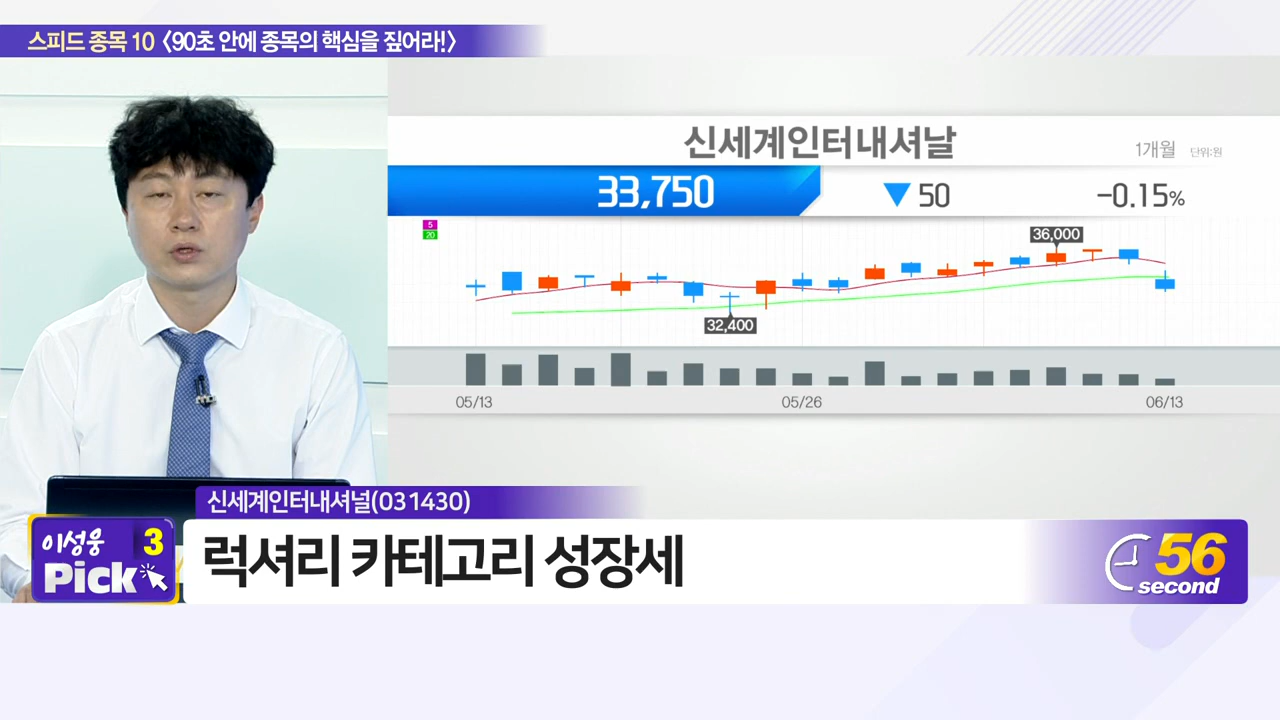 스피드 종목 10 〈90초 안에 종목의 핵심을 짚어라!〉
신세계인터내셔날
1개월 단위:원
33,750 ▼50 -0.15%
5
20
36,000
32,400
05/13 05/26 06/13
신세계인터내셔널(031430)
이성웅 3
Pick
럭셔리 카테고리 성장세
56
second